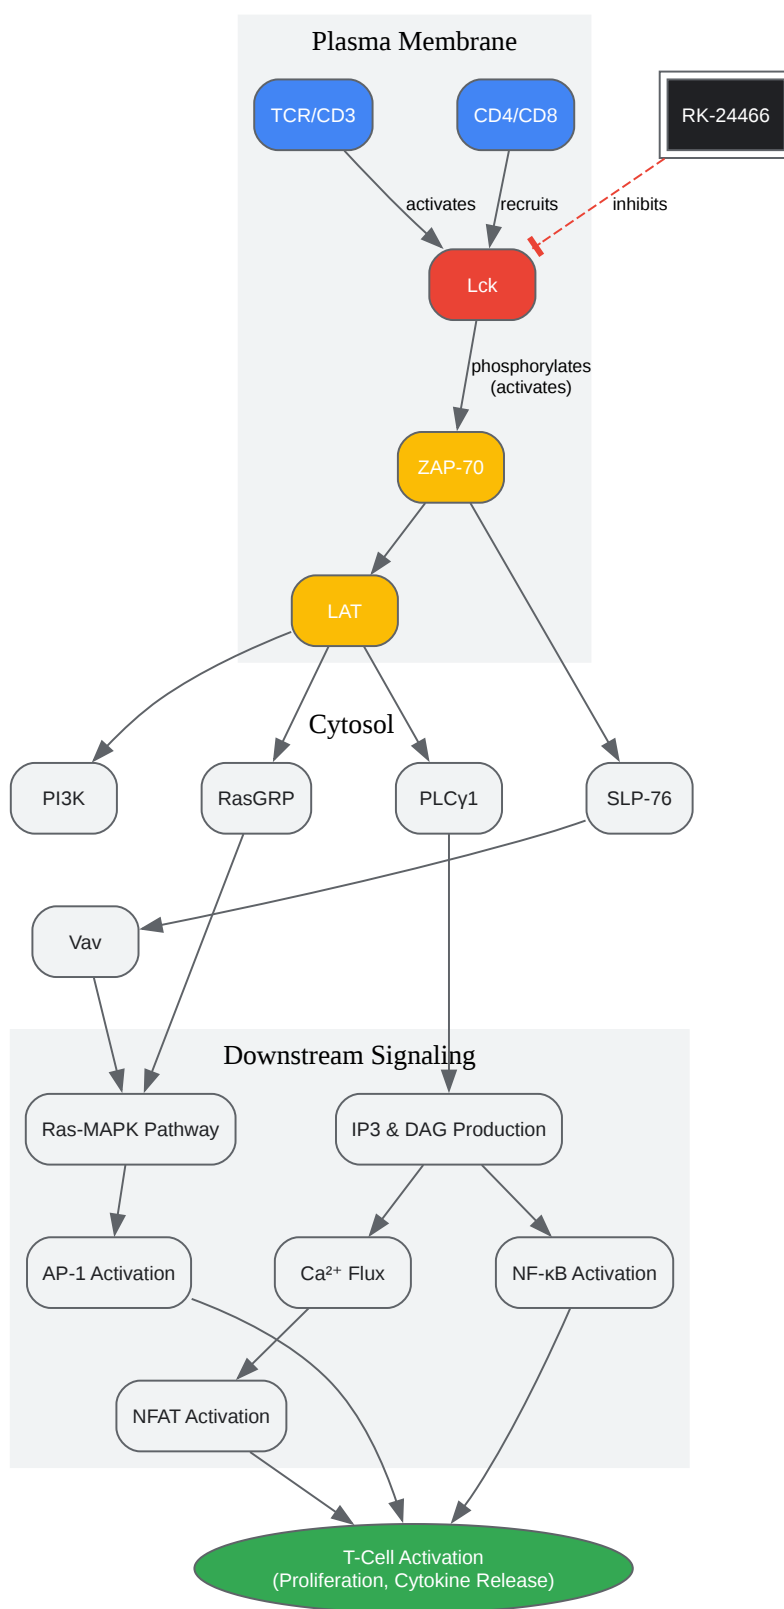 Plasma Membrane
TCR/CD3
CD4/CD8
RK-24466
activates
recruits
inhibits
Lck
phosphorylates
(activates)
ZAP-70
LAT
Cytosol
PI3K
RasGRP
PLCγ1
SLP-76
Vav
Downstream Signaling
Ras-MAPK Pathway
IP3 & DAG Production
AP-1 Activation
Ca²⁺ Flux
NF-κB Activation
NFAT Activation
T-Cell Activation
(Proliferation, Cytokine Release)